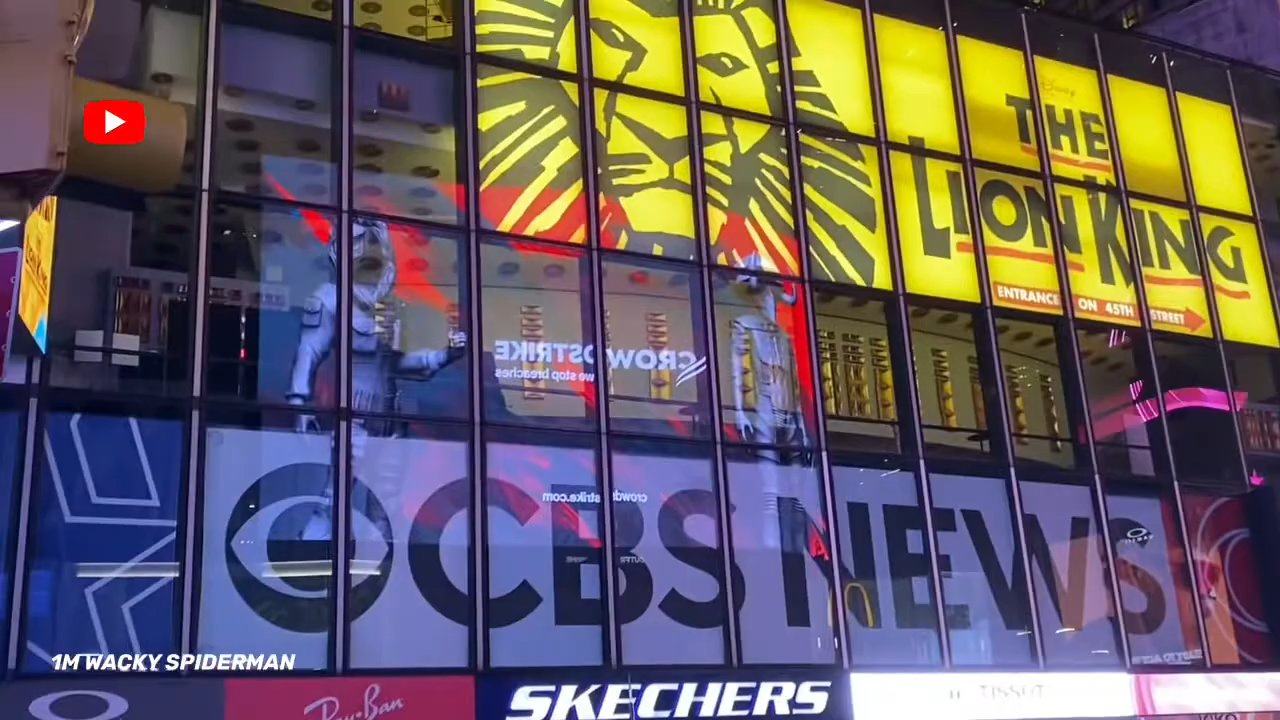 Disney
THE
LION KING
ENTRANCE ON 45TH STREET
CROWDSTRIKE
we stop breaches
crowdstrike.com
CBS NEWS
1M WACKY SPIDERMAN
Ray-Ban
SKECHERS
TISSOT